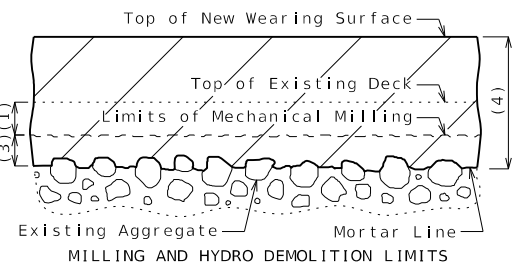 Top of New Wearing Surface
Top of Existing Deck
Limits of Mechanical Milling
(1)
(3)
(4)
Existing Aggregate
Mortar Line
MILLING AND HYDRO DEMOLITION LIMITS